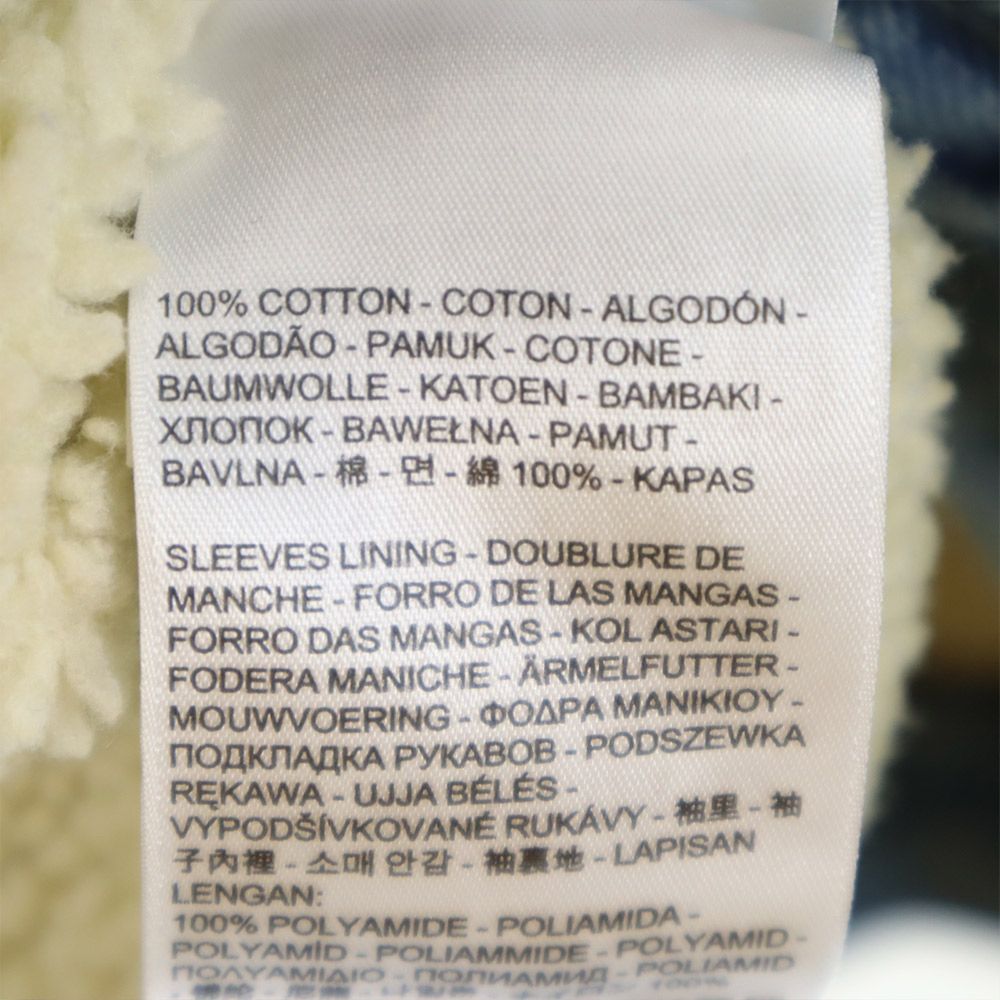 100% COTTON - COTON - ALGODÓN -
ALGODÃO - PAMUK - COTONE -
BAUMWOLLE - KATOEN - BAMBAKI -
ХЛОПОК - BAWEŁNA - PAMUT -
BAVLNA - 棉 - 면 - 綿 100% - KAPAS
SLEEVES LINING - DOUBLURE DE
MANCHE - FORRO DE LAS MANGAS -
FORRO DAS MANGAS - KOL ASTARI -
FODERA MANICHE - ÄRMELFUTTER -
MOUWVOERING - ΦΟΔΡΑ ΜΑΝΙΚΙΟΥ -
ПОДКЛАДКА РУКАВОВ - PODSZEWKA
RĘKAWA - UJJA BÉLÉS -
VYPODŠÍVKOVANÉ RUKÁVY - 袖里 - 袖
子內裡 - 소매 안감 - 袖裏地 - LAPISAN
LENGAN:
100% POLYAMIDE - POLIAMIDA -
POLYAMÍD - POLIAMMIDE - POLYAMID -
ΠΟΛΥΑΜΙΔΙΟ - ПОЛИАМИД - POLIAMID